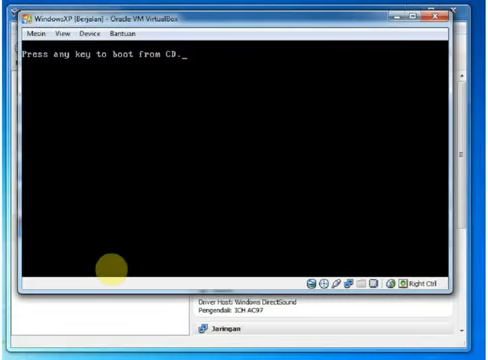 WindowsXP [Berjalan] - Oracle VM VirtualBox
Mesin View Device Bantuan
Press any key to boot from CD._
Right Ctrl
Driver Host: Windows DirectSound
Pengendali: ICH AC97
Jaringan